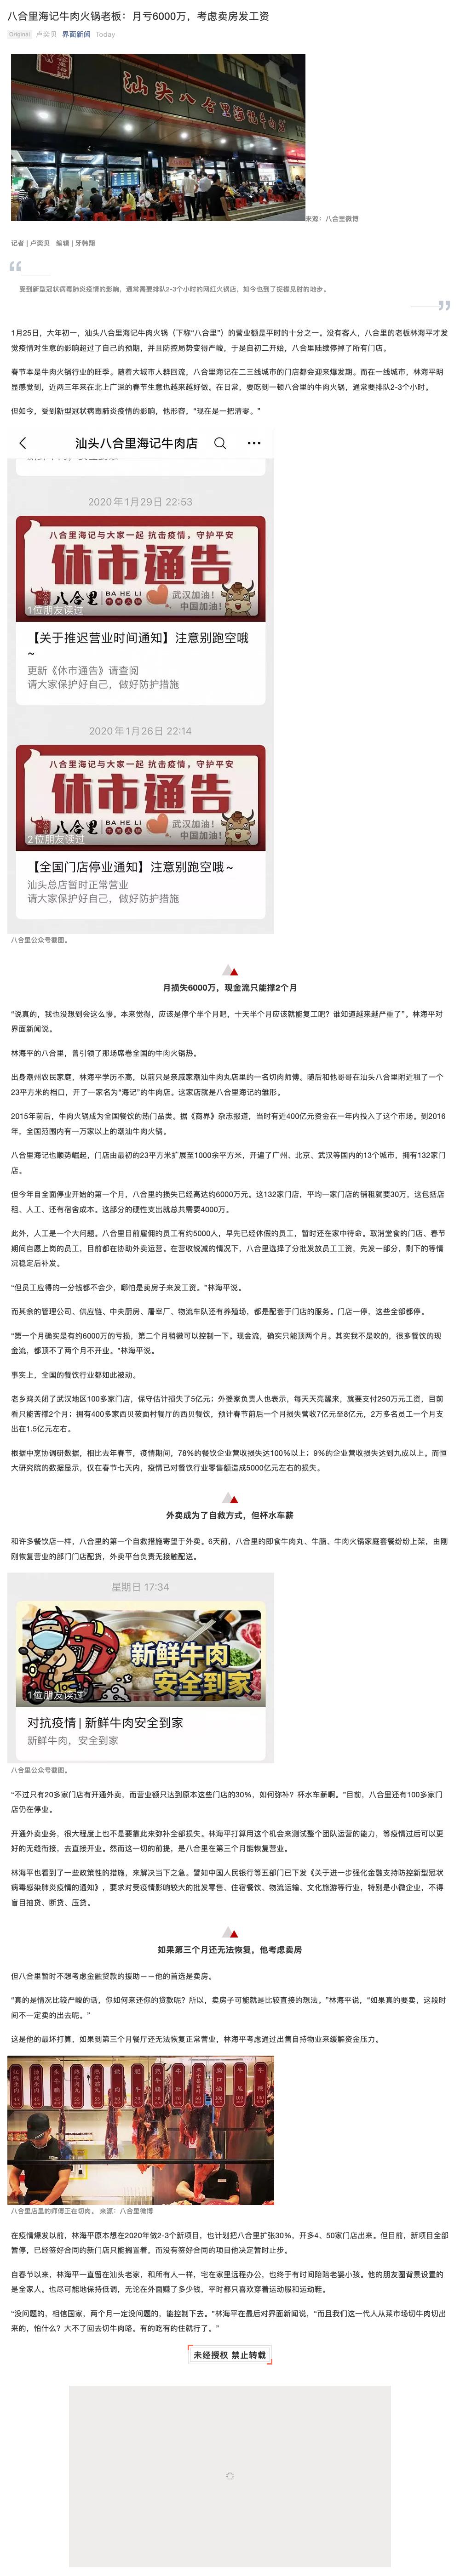 八合里海记牛肉火锅老板：月亏6000万，考虑卖房发工资
Original 卢奕贝 界面新闻 Today
汕头八合里海记牛肉店
来源：八合里微博
记者 | 卢奕贝 编辑 | 牙韩翔
受到新型冠状病毒肺炎疫情的影响，通常需要排队2-3个小时的网红火锅店，如今也到了捉襟见肘的地步。
1月25日，大年初一，汕头八合里海记牛肉火锅（下称“八合里”）的营业额是平时的十分之一。没有客人，八合里的老板林海平才发
觉疫情对生意的影响超过了自己的预期，并且防控局势变得严峻，于是自初二开始，八合里陆续停掉了所有门店。
春节本是牛肉火锅行业的旺季。随着大城市人群回流，八合里海记在二三线城市的门店都会迎来爆发期。而在一线城市，林海平明
显感觉到，近两三年来在北上广深的春节生意也越来越好做。在日常，要吃到一顿八合里的牛肉火锅，通常要排队2-3个小时。
但如今，受到新型冠状病毒肺炎疫情的影响，他形容，“现在是一把清零。”
汕头八合里海记牛肉店
2020年1月29日 22:53
八合里海记与大家一起 抗击疫情，守护平安
休市通告
八合里 BA HE LI 牛肉火锅 武汉加油！
中国加油！
1位朋友读过
【关于推迟营业时间通知】注意别跑空哦
~
更新《休市通告》请查阅
请大家保护好自己，做好防护措施
2020年1月26日 22:14
八合里海记与大家一起 抗击疫情，守护平安
休市通告
八合里 BA HE LI 牛肉火锅 武汉加油！
中国加油！
2位朋友读过
【全国门店停业通知】注意别跑空哦~
汕头总店暂时正常营业
请大家保护好自己，做好防护措施
八合里公众号截图。
月损失6000万，现金流只能撑2个月
“说真的，我也没想到会这么惨。本来觉得，应该是停个半个月吧，十天半个月应该就能复工吧？谁知道越来越严重了”。林海平对
界面新闻说。
林海平的八合里，曾引领了那场席卷全国的牛肉火锅热。
出身潮州农民家庭，林海平学历不高，以前只是亲戚家潮汕牛肉丸店里的一名切肉师傅。随后和他哥哥在汕头八合里附近租了一个
23平方米的档口，开了一家名为“海记”的牛肉店。这家店就是八合里海记的雏形。
2015年前后，牛肉火锅成为全国餐饮的热门品类。据《商界》杂志报道，当时有近400亿元资金在一年内投入了这个市场。到2016
年，全国范围内有一万家以上的潮汕牛肉火锅。
八合里海记也顺势崛起，门店由最初的23平方米扩展至1000余平方米，开遍了广州、北京、武汉等国内的13个城市，拥有132家门
店。
但今年自全面停业开始的第一个月，八合里的损失已经高达约6000万元。这132家门店，平均一家门店的铺租就要30万，这包括店
租、人工、还有宿舍成本。这部分的硬性支出就总共需要4000万。
此外，人工是一个大问题。八合里目前雇佣的员工有约5000人，早先已经休假的员工，暂时还在家中待命。取消堂食的门店、春节
期间自愿上岗的员工，目前都在协助外卖运营。在营收锐减的情况下，八合里选择了分批发放员工工资，先发一部分，剩下的等情
况稳定后补发。
“但员工应得的一分钱都不会少，哪怕是卖房子来发工资。”林海平说。
而其余的管理公司、供应链、中央厨房、屠宰厂、物流车队还有养殖场，都是配套于门店的服务。门店一停，这些全部都停。
“第一个月确实是有约6000万的亏损，第二个月稍微可以控制一下。现金流，确实只能顶两个月。其实我不是吹的，很多餐饮的现
金流，都顶不了两个月不开业。”林海平说。
事实上，全国的餐饮行业都如此被动。
老乡鸡关闭了武汉地区100多家门店，保守估计损失了5亿元；外婆家负责人也表示，每天天亮醒来，就要支付250万元工资，目前
看只能苦撑2个月；拥有400多家西贝莜面村餐厅的西贝餐饮，预计春节前后一个月损失营收7亿元至8亿元，2万多名员工一个月支
出在1.5亿元左右。
根据中烹协调研数据，相比去年春节，疫情期间，78%的餐饮企业营收损失达100%以上；9%的企业营收损失达到九成以上。而恒
大研究院的数据显示，仅在春节七天内，疫情已对餐饮行业零售额造成5000亿元左右的损失。
外卖成为了自救方式，但杯水车薪
和许多餐饮店一样，八合里的第一个自救措施寄望于外卖。6天前，八合里的即食牛肉丸、牛腩、牛肉火锅家庭套餐纷纷上架，由刚
刚恢复营业的部门门店配货，外卖平台负责无接触配送。
星期日 17:34
新鲜牛肉
安全到家
1位朋友读过
对抗疫情 | 新鲜牛肉安全到家
新鲜牛肉，安全到家
八合里公众号截图。
“不过只有20多家门店有开通外卖，而营业额只达到原本这些门店的30%，如何弥补？杯水车薪啊。”目前，八合里还有100多家门
店仍在停业。
开通外卖业务，很大程度上也不是要靠此来弥补全部损失。林海平打算用这个机会来测试整个团队运营的能力，等疫情过后可以更
好的无缝衔接，去直接开业。然而这一切的前提，是八合里在第三个月能恢复营业。
林海平也看到了一些政策性的措施，来解决当下之急。譬如中国人民银行等五部门已下发《关于进一步强化金融支持防控新型冠状
病毒感染肺炎疫情的通知》，要求对受疫情影响较大的批发零售、住宿餐饮、物流运输、文化旅游等行业，特别是小微企业，不得
盲目抽贷、断贷、压贷。
如果第三个月还无法恢复，他考虑卖房
但八合里暂时不想考虑金融贷款的援助——他的首选是卖房。
“真的是情况比较严峻的话，你如何来还你的贷款呢？所以，卖房子可能就是比较直接的想法。”林海平说，“如果真的要卖，这段时
间不一定卖的出去呢。”
这是他的最坏打算，如果到第三个月餐厅还无法恢复正常营业，林海平考虑通过出售自持物业来缓解资金压力。
八合里店里的师傅正在切肉。 来源：八合里微博
在疫情爆发以前，林海平原本想在2020年做2-3个新项目，也计划把八合里扩张30%，开多4、50家门店出来。但目前，新项目全部
暂停，已经签好合同的新门店只能搁置着，而没有签好合同的项目他决定暂时止步。
自春节以来，林海平一直留在汕头老家，和所有人一样，宅在家里远程办公，也终于有时间陪陪老婆小孩。他的朋友圈背景设置的
是全家人。也尽可能地保持低调，无论在外面赚了多少钱，平时都只喜欢穿着运动服和运动鞋。
“没问题的，相信国家，两个月一定没问题的，能控制下去。”林海平在最后对界面新闻说，“而且我们这一代人从菜市场切牛肉切出
来的，怕什么？大不了回去切牛肉咯。有的吃有的住就行了。”
未经授权 禁止转载